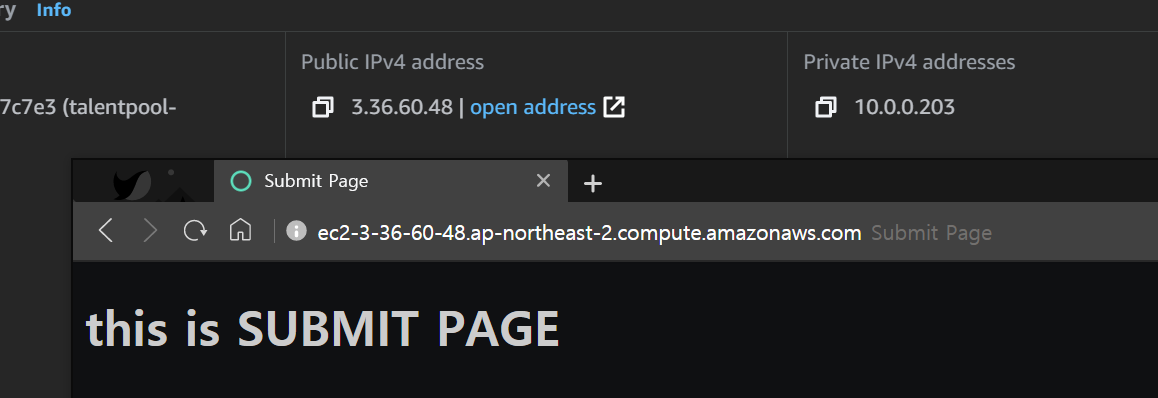 ry Info
Public IPv4 address
Private IPv4 addresses
7c7e3 (talentpool-
3.36.60.48 | open address
10.0.0.203
Submit Page
ec2-3-36-60-48.ap-northeast-2.compute.amazonaws.com Submit Page
this is SUBMIT PAGE